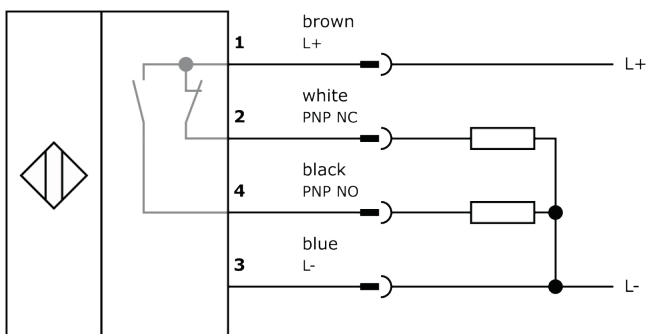 brown
1
L+
L+
white
2
PNP NC
black
4
PNP NO
blue
3
L-
L-